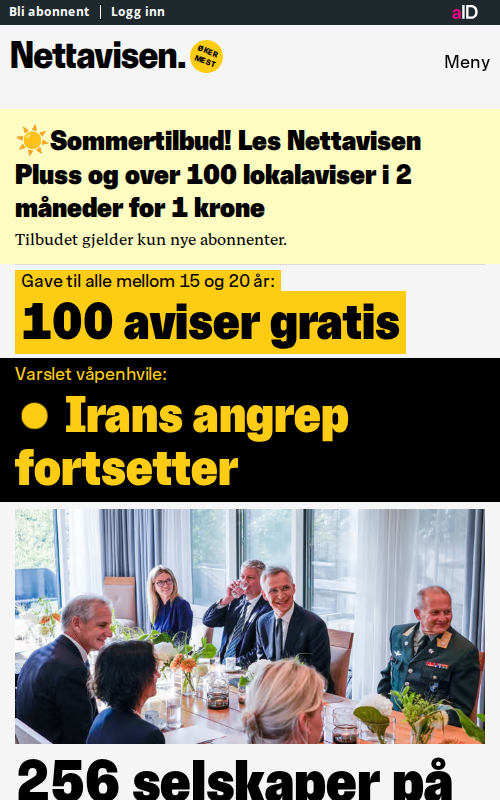 Bli abonnent | Logg inn
aID
Nettavisen.
ØKER
MEST
Meny
☀️Sommertilbud! Les Nettavisen
Pluss og over 100 lokalaviser i 2
måneder for 1 krone
Tilbudet gjelder kun nye abonnenter.
Gave til alle mellom 15 og 20 år:
100 aviser gratis
Varslet våpenhvile:
Irans angrep
fortsetter
256 selskaper på